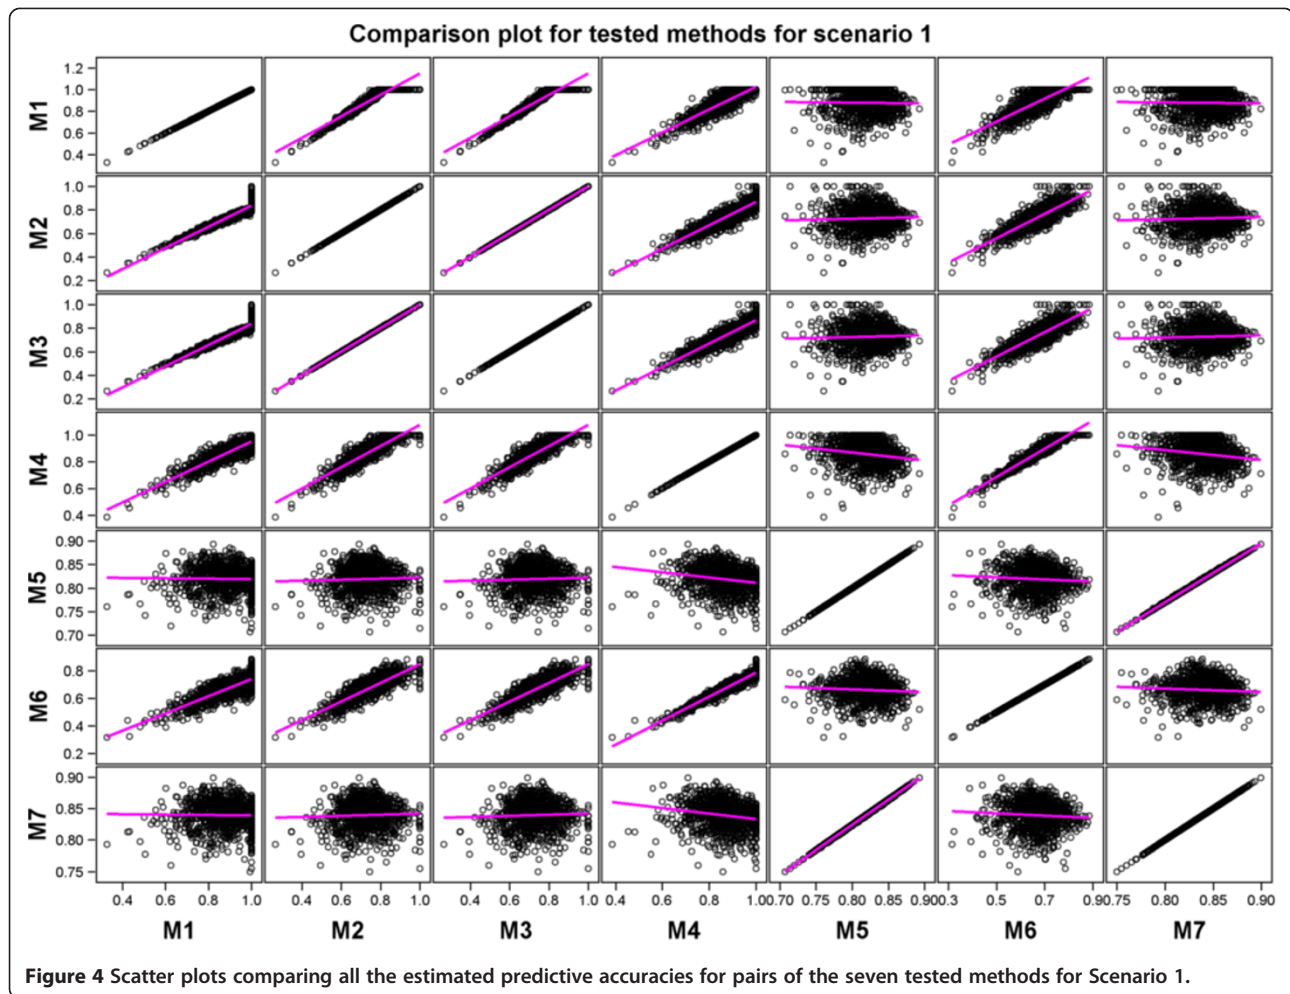 Comparison plot for tested methods for scenario 1
M1
1.2
1.0
0.8
0.6
0.4
M2
1.0
0.8
0.6
0.4
0.2
M3
1.0
0.8
0.6
0.4
0.2
M4
1.0
0.8
0.6
0.4
M5
0.90
0.85
0.80
0.75
0.70
M6
0.8
0.6
0.4
0.2
M7
0.90
0.85
0.80
0.75
0.4 0.6 0.8 1.0 0.2 0.4 0.6 0.8 1.0 0.2 0.4 0.6 0.8 1.0 0.4 0.6 0.8 1.00 0.70 0.75 0.80 0.85 0.90 0.3 0.5 0.7 0.90 0.75 0.80 0.85 0.90
M1 M2 M3 M4 M5 M6 M7
Figure 4 Scatter plots comparing all the estimated predictive accuracies for pairs of the seven tested methods for Scenario 1.